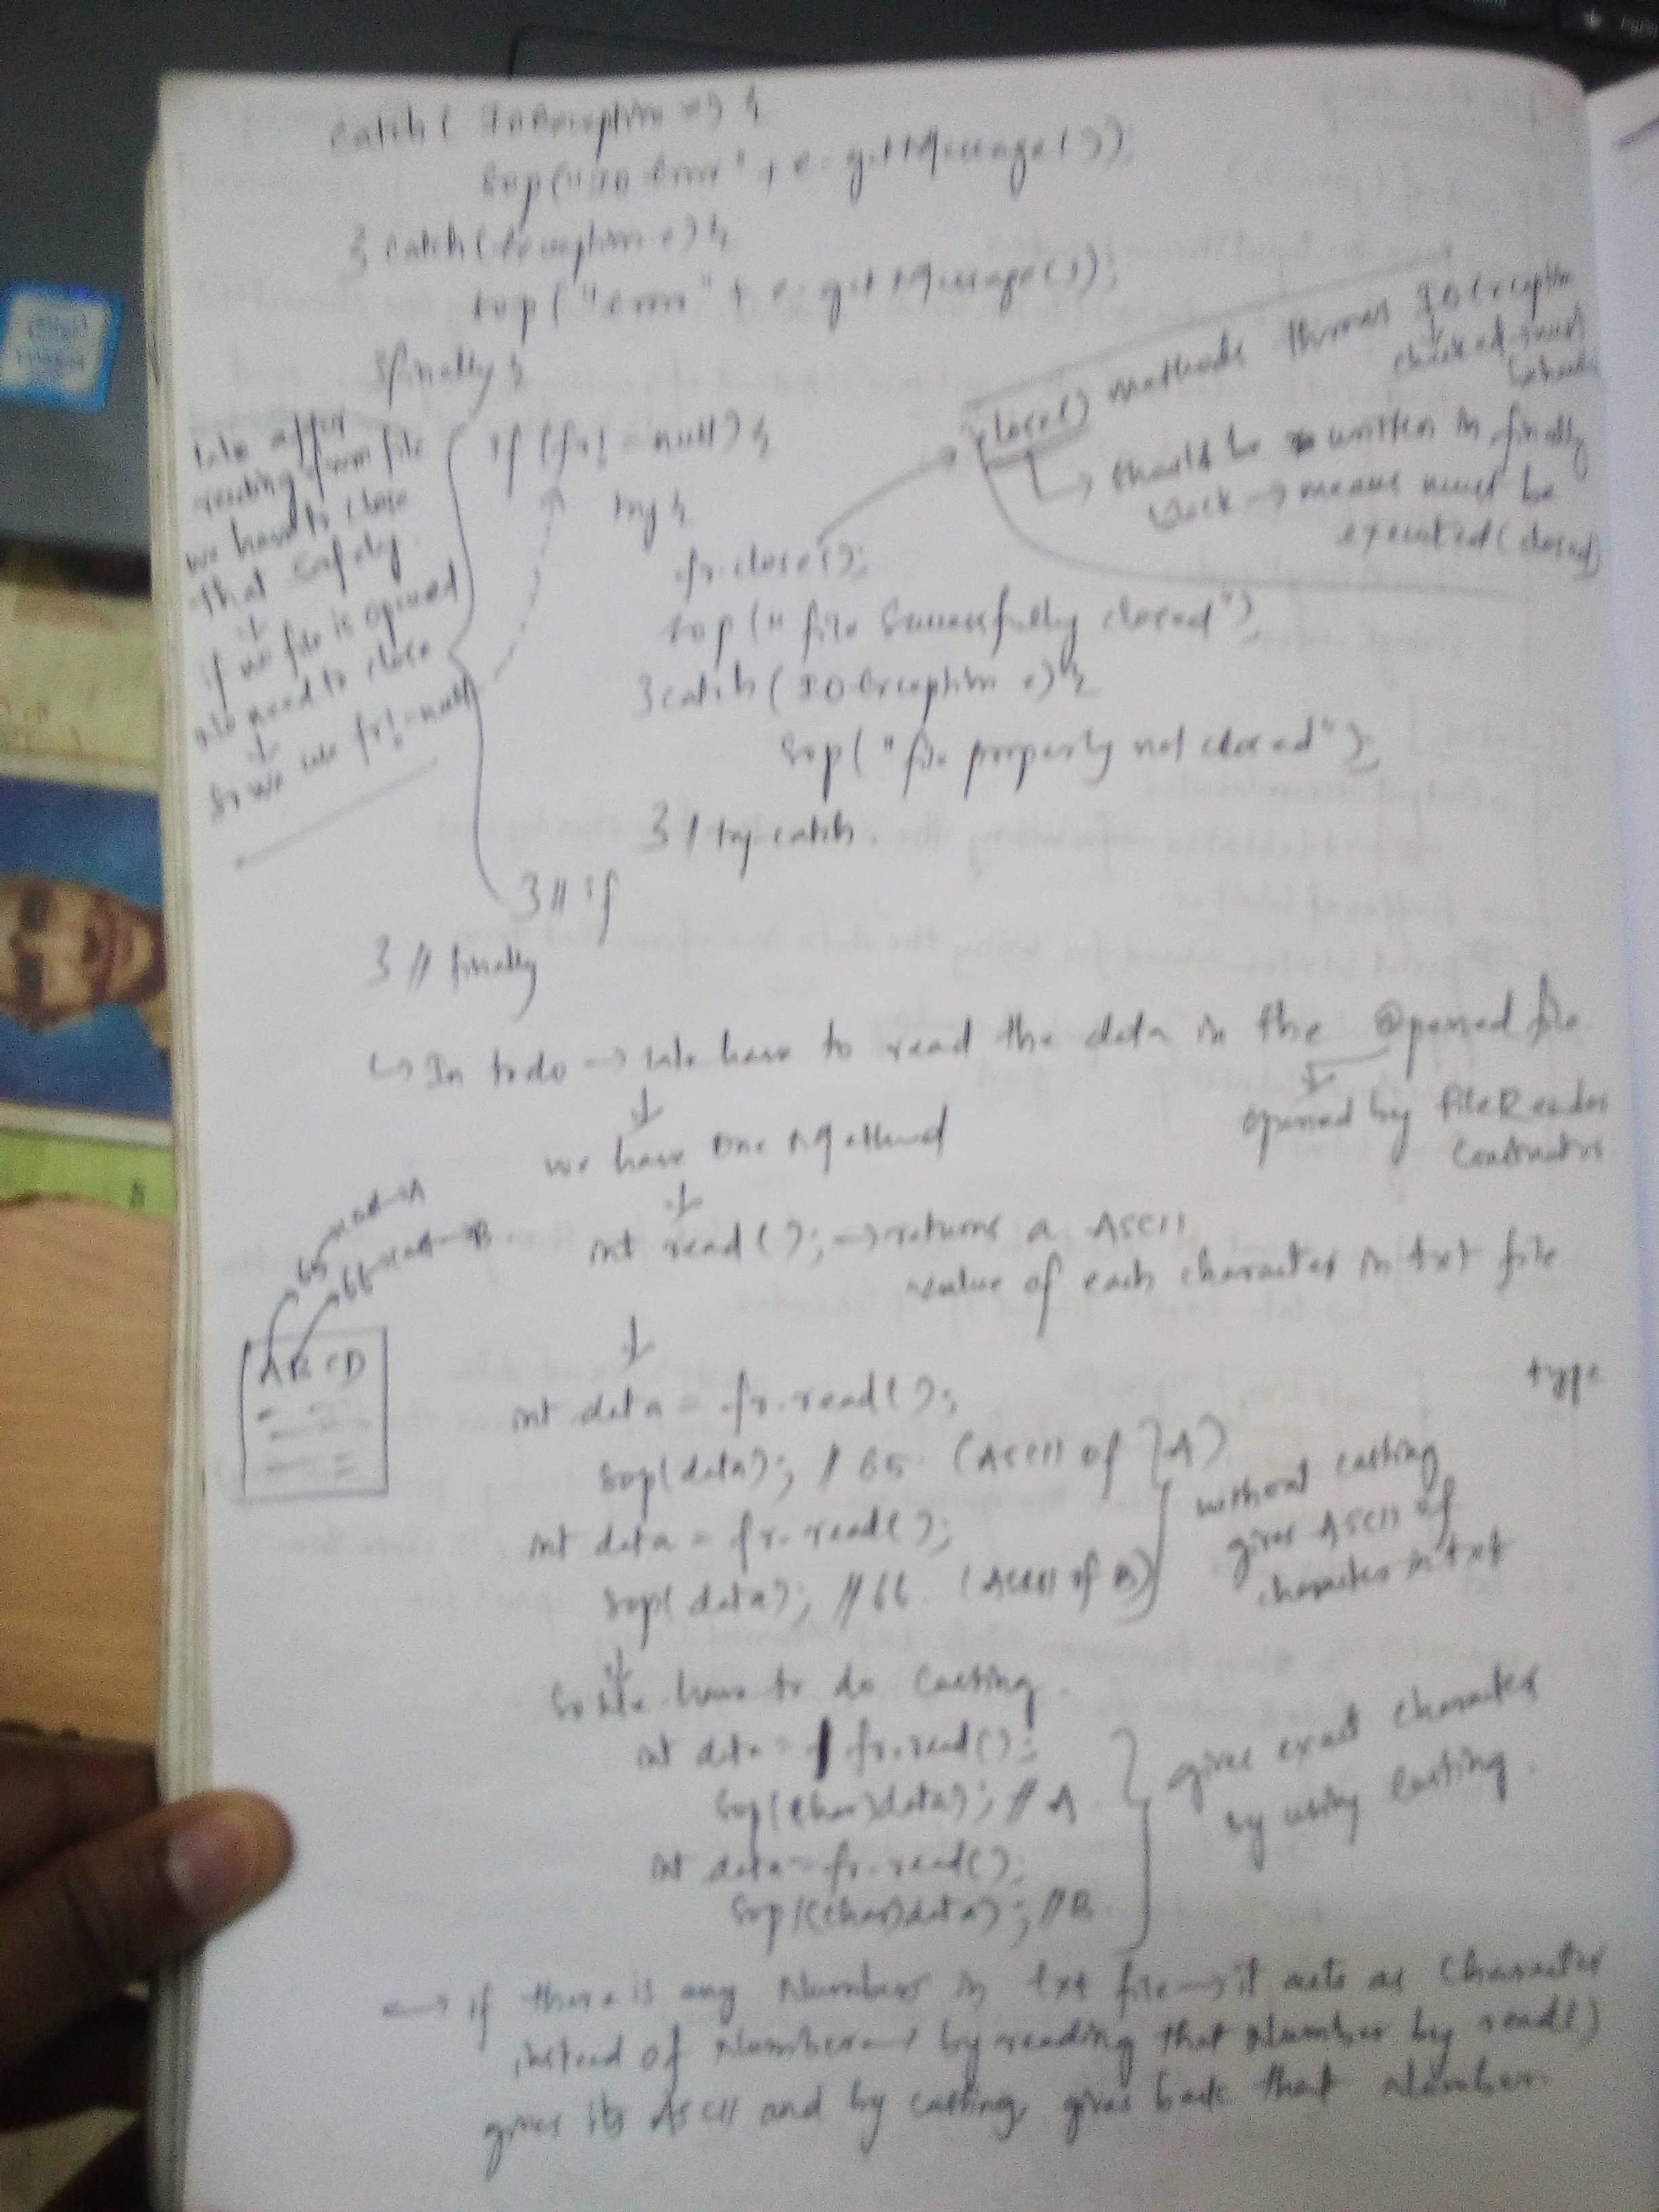 catch( IOException e) {
sop("IO error" + e.getMessage());
} catch(Exception e) {
sop("error" + e.getMessage());
}finally {
if (fr != null) {
try {
fr.close();
sop(" file Successfully closed");
}catch(IOException e) {
sop("file properly not closed");
} // try catch.
} // if
} // finally
We after
reading from file
we have to close
that safely.
↓
if no file is opened
no need to close
↓
so we use fr!=null
close() methods throws IOException
↓
checked must
→ should be written in finally
block → means must be
executed (closed)
↳ In todo → We have to read the data in the opened file.
↓
opened by FileReader
Constructor
↓
we have one Method
↓
int read(); → returns a ASCII
value of each character in txt file.
65 →A
66 →B
ABCD
↓
int data = fr.read();
type
sop(data); // 65. (ASCII of A)
int data = fr.read();
sop(data); // 66. (ASCII of B)
without casting
gives ASCII of
character in txt
↓
So We have to do Casting.
int data = fr.read();
sop((char)data); // A.
int data = fr.read();
sop((char)data); // B.
gives exact character
by using casting.
→ if there is any Number in txt file → it acts as Character
instead of Number by reading that Number by read()
gives its ASCII and by casting gives back that Number.